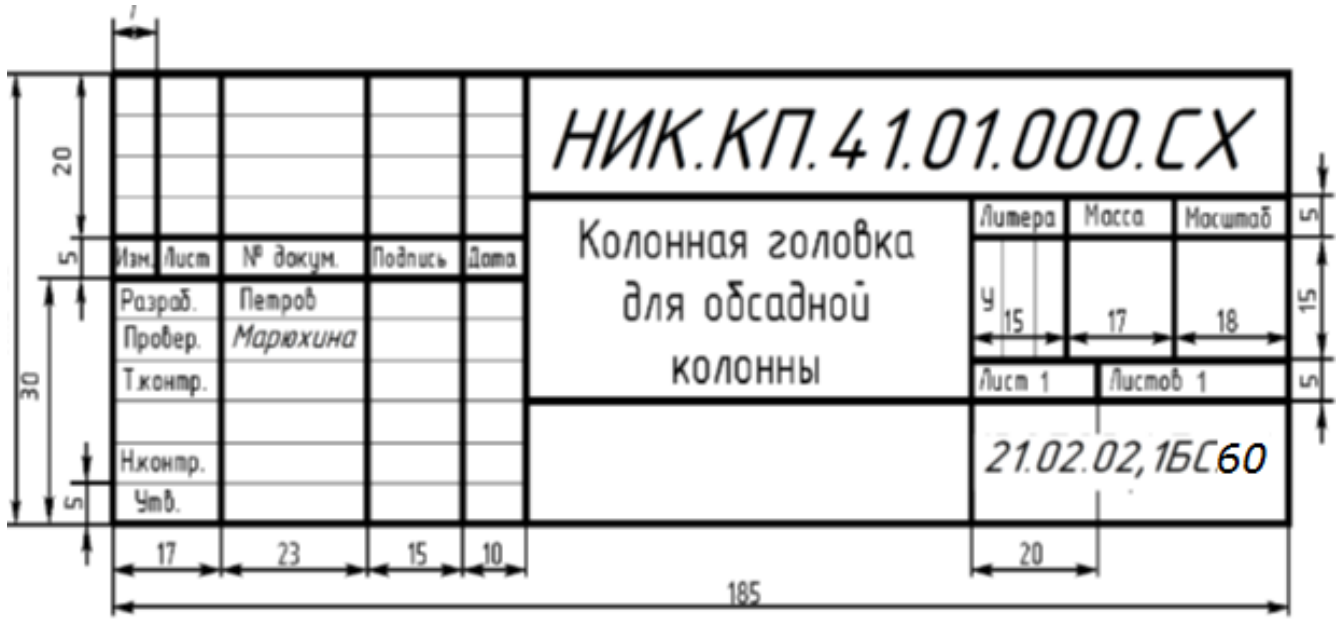 7
НИК.КП.41.01.000.СХ
20
Литера Масса Масштаб 5
Колонная головка
5 Изм. Лист № докум. Подпись Дата
для обсадной
Разраб. Петров
У 15 17 18 15
Провер. Марюхина
колонны
30 Т.контр.
Лист 1 Листов 1 5
Н.контр.
21.02.02,1БС.60
5 Утв.
17 23 15 10 20
185